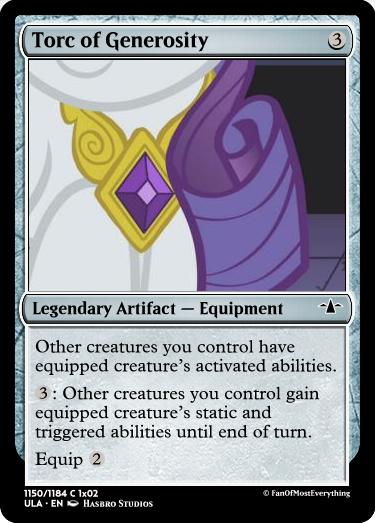 Torc of Generosity 3
Legendary Artifact — Equipment
Other creatures you control have
equipped creature's activated abilities.
3: Other creatures you control gain
equipped creature's static and
triggered abilities until end of turn.
Equip 2
1150/1184 C 1x02
ULA • EN Hasbro Studios
© FanOfMostEverything